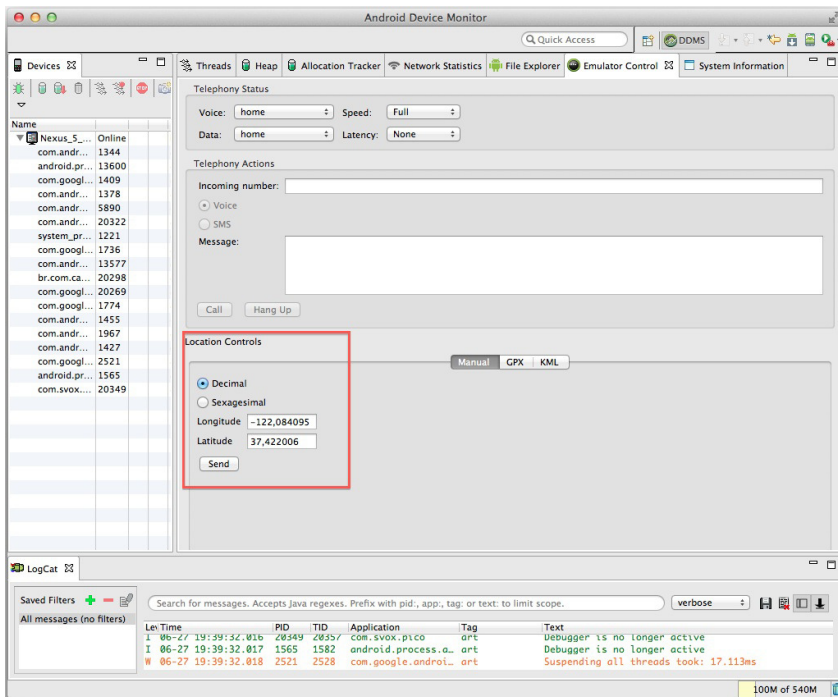 Android Device Monitor
Quick Access
DDMS
Devices
Threads Heap Allocation Tracker Network Statistics File Explorer Emulator Control System Information
Name
Nexus_5_... Online
com.andr... 1344
android.pr... 13600
com.googl... 1409
com.andr... 1378
com.andr... 5890
com.andr... 20322
system_pr... 1221
com.googl... 1736
com.andr... 13577
br.com.ca... 20298
com.googl... 20269
com.googl... 1774
com.andr... 1455
com.andr... 1967
com.andr... 1427
com.googl... 2521
android.pr... 1565
com.svox.... 20349
Telephony Status
Voice: home Speed: Full
Data: home Latency: None
Telephony Actions
Incoming number:
Voice
SMS
Message:
Call Hang Up
Location Controls
Manual GPX KML
Decimal
Sexagesimal
Longitude -122,084095
Latitude 37,422006
Send
LogCat
Saved Filters
All messages (no filters)
Search for messages. Accepts Java regexes. Prefix with pid:, app:, tag: or text: to limit scope.
verbose
Lev Time PID TID Application Tag Text
I 06-27 19:39:32.016 20349 20357 com.svox.pico art Debugger is no longer active
I 06-27 19:39:32.017 1565 1582 android.process.a… art Debugger is no longer active
W 06-27 19:39:32.018 2521 2528 com.google.androi… art Suspending all threads took: 17.113ms
100M of 540M